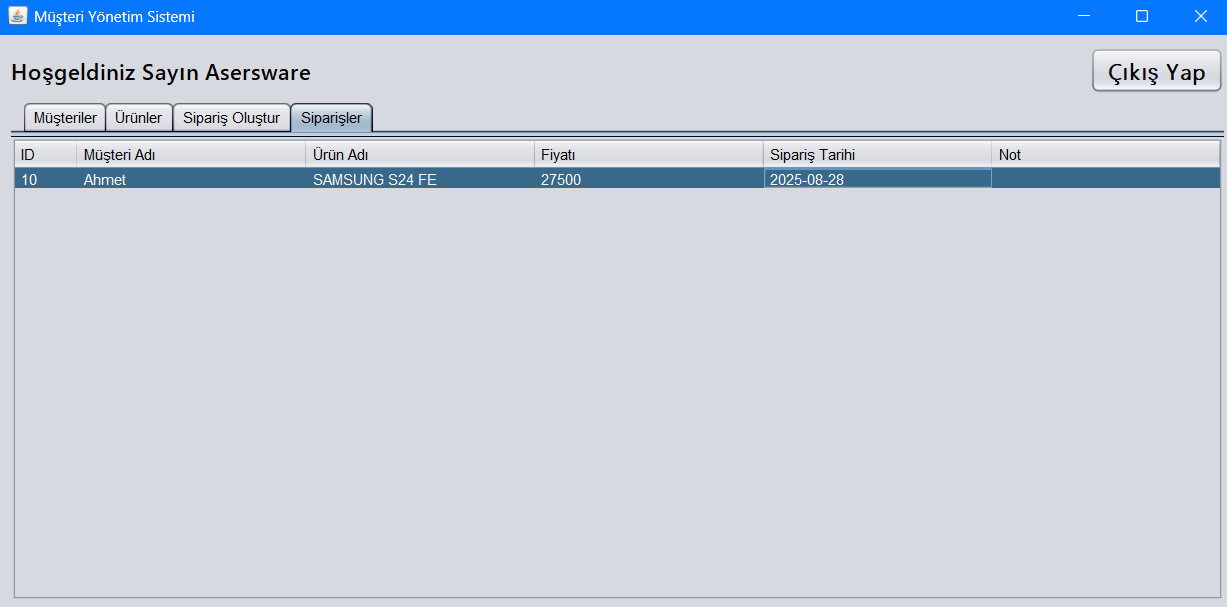 Müşteri Yönetim Sistemi
Hoşgeldiniz Sayın Asersware
Çıkış Yap
Müşteriler Ürünler Sipariş Oluştur Siparişler
ID Müşteri Adı Ürün Adı Fiyatı Sipariş Tarihi Not
10 Ahmet SAMSUNG S24 FE 27500 2025-08-28